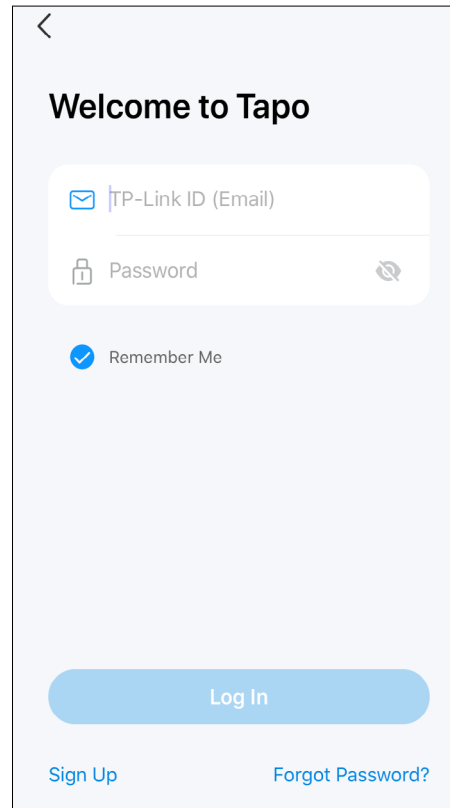 Welcome to Tapo
TP-Link ID (Email)
Password
Remember Me
Log In
Sign Up Forgot Password?